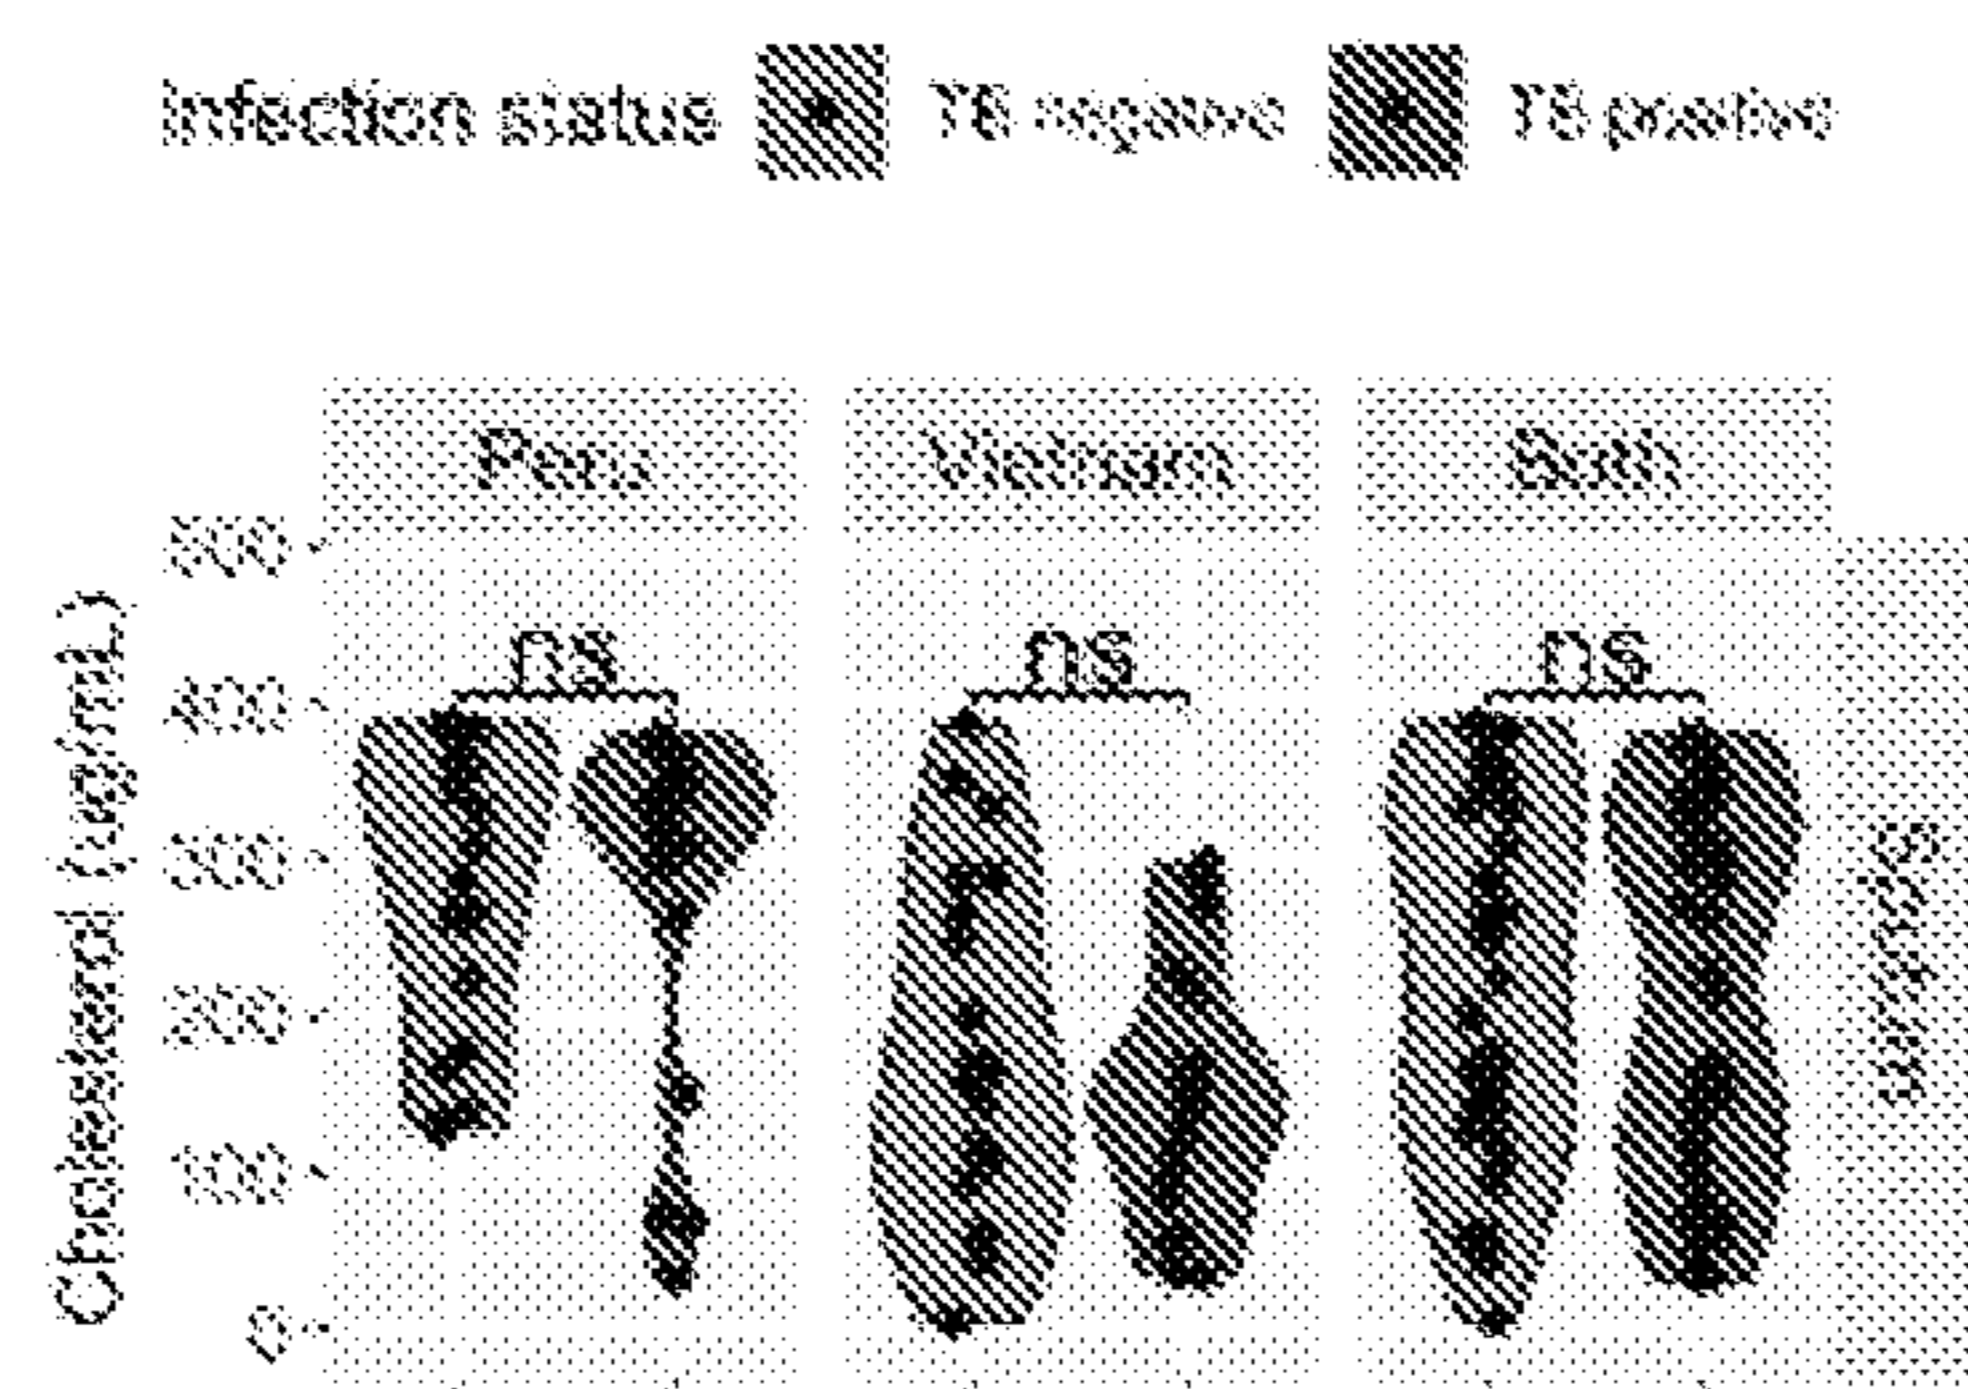 Infection status TB negative TB positive
Peru Vietnam Both
500
400
300
200
100
0
ns ns ns
Cholesterol (ug/mL)
sputum